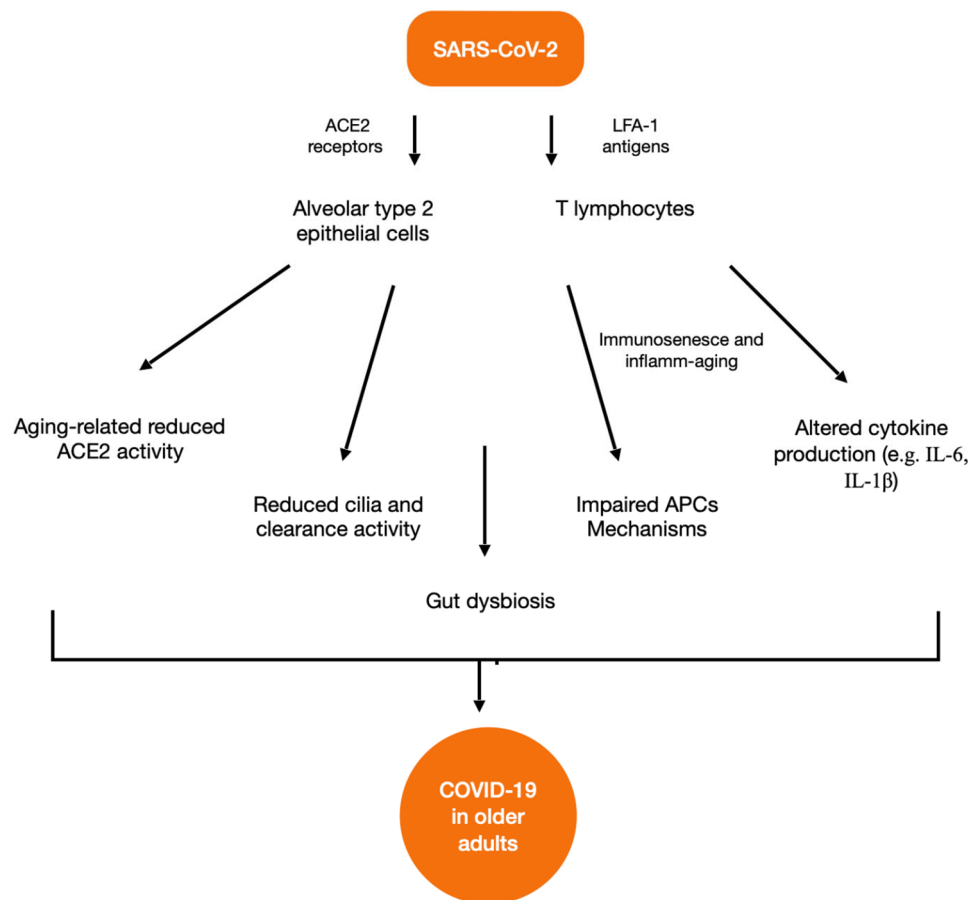 SARS-CoV-2
ACE2
receptors
LFA-1
antigens
Alveolar type 2
epithelial cells
T lymphocytes
Immunosenesce and
inflamm-aging
Aging-related reduced
ACE2 activity
Altered cytokine
production (e.g. IL-6,
IL-1β)
Reduced cilia and
clearance activity
Impaired APCs
Mechanisms
Gut dysbiosis
COVID-19
in older
adults